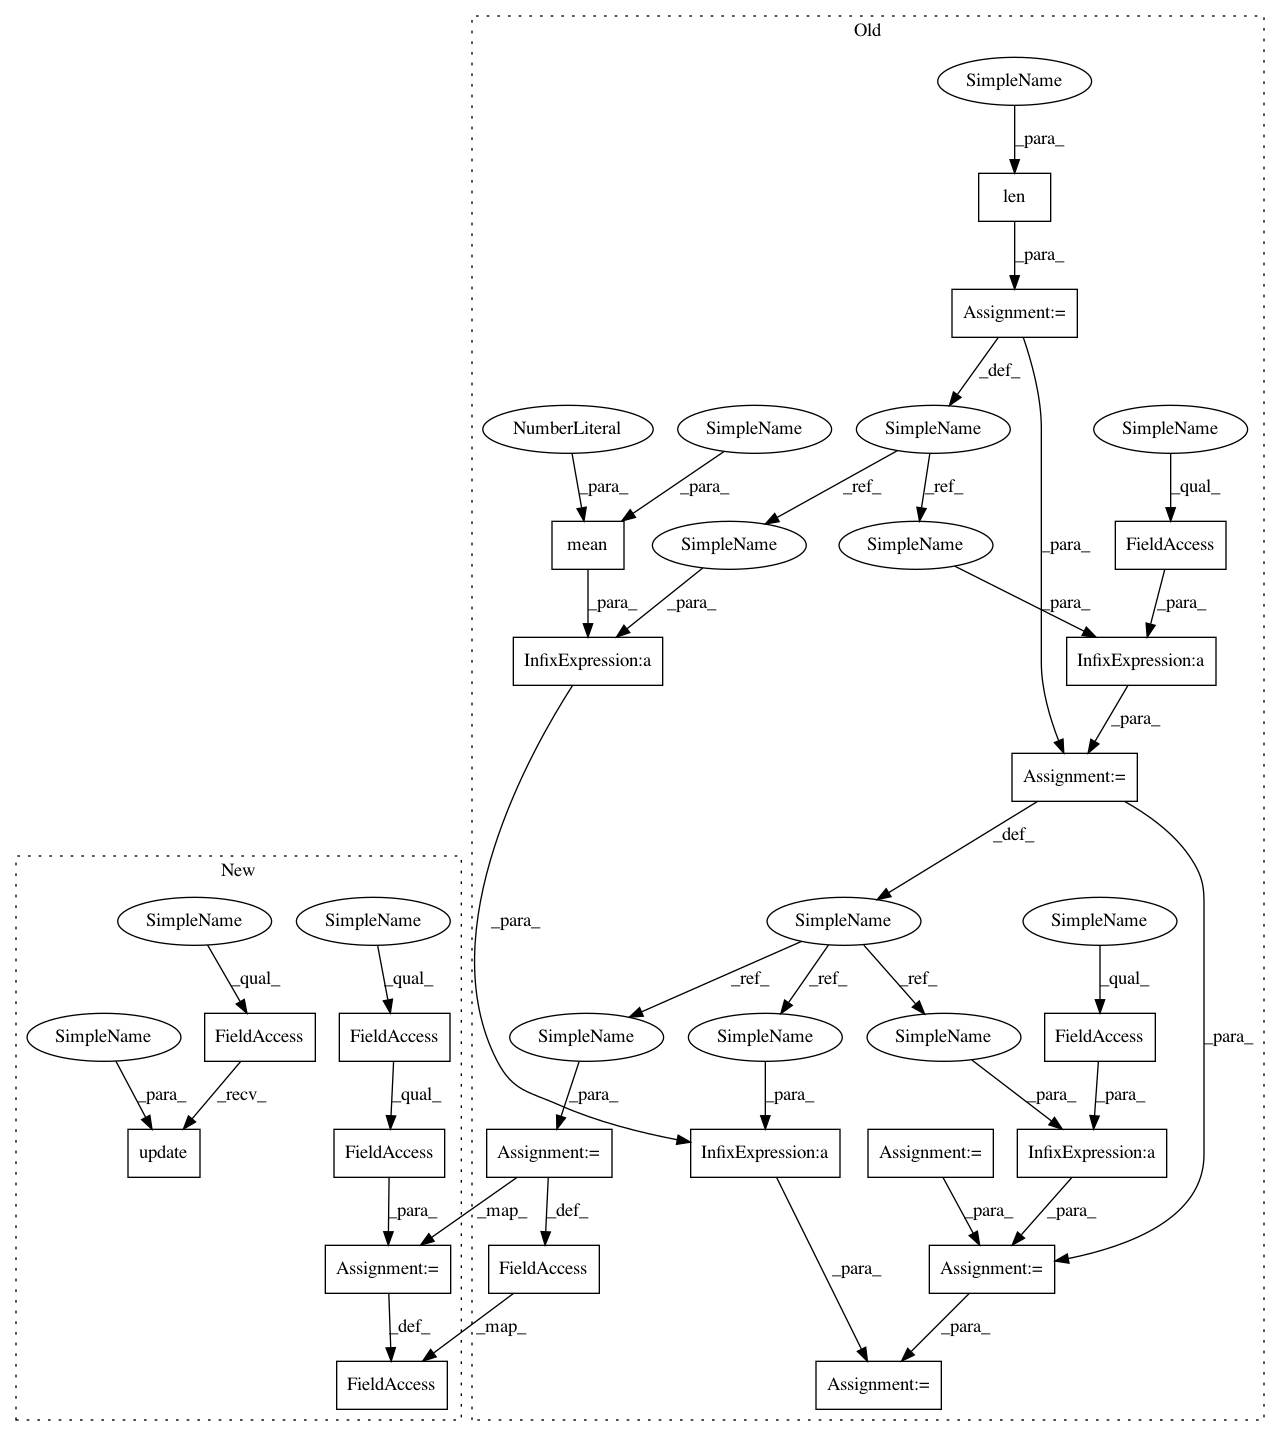 Old
SimpleName
_para_
len
_para_
Assignment:=
_def_
NumberLiteral
SimpleName
SimpleName
SimpleName
_para_
_para_
_ref_
_ref_
_qual_
mean
SimpleName
SimpleName
_para_
FieldAccess
_para_
_para_
_para_
_para_
InfixExpression:a
InfixExpression:a
_para_
Assignment:=
_def_
New
SimpleName
SimpleName
_para_
SimpleName
SimpleName
_qual_
_qual_
_ref_
_ref_
_ref_
_qual_
SimpleName
FieldAccess
FieldAccess
SimpleName
SimpleName
SimpleName
FieldAccess
_para_
_para_
_recv_
_qual_
_para_
_para_
_para_
_para_
update
FieldAccess
Assignment:=
InfixExpression:a
Assignment:=
InfixExpression:a
_para_
_map_
_def_
_para_
_para_
Assignment:=
FieldAccess
_para_
Assignment:=
_def_
_map_
_para_
FieldAccess
Assignment:=